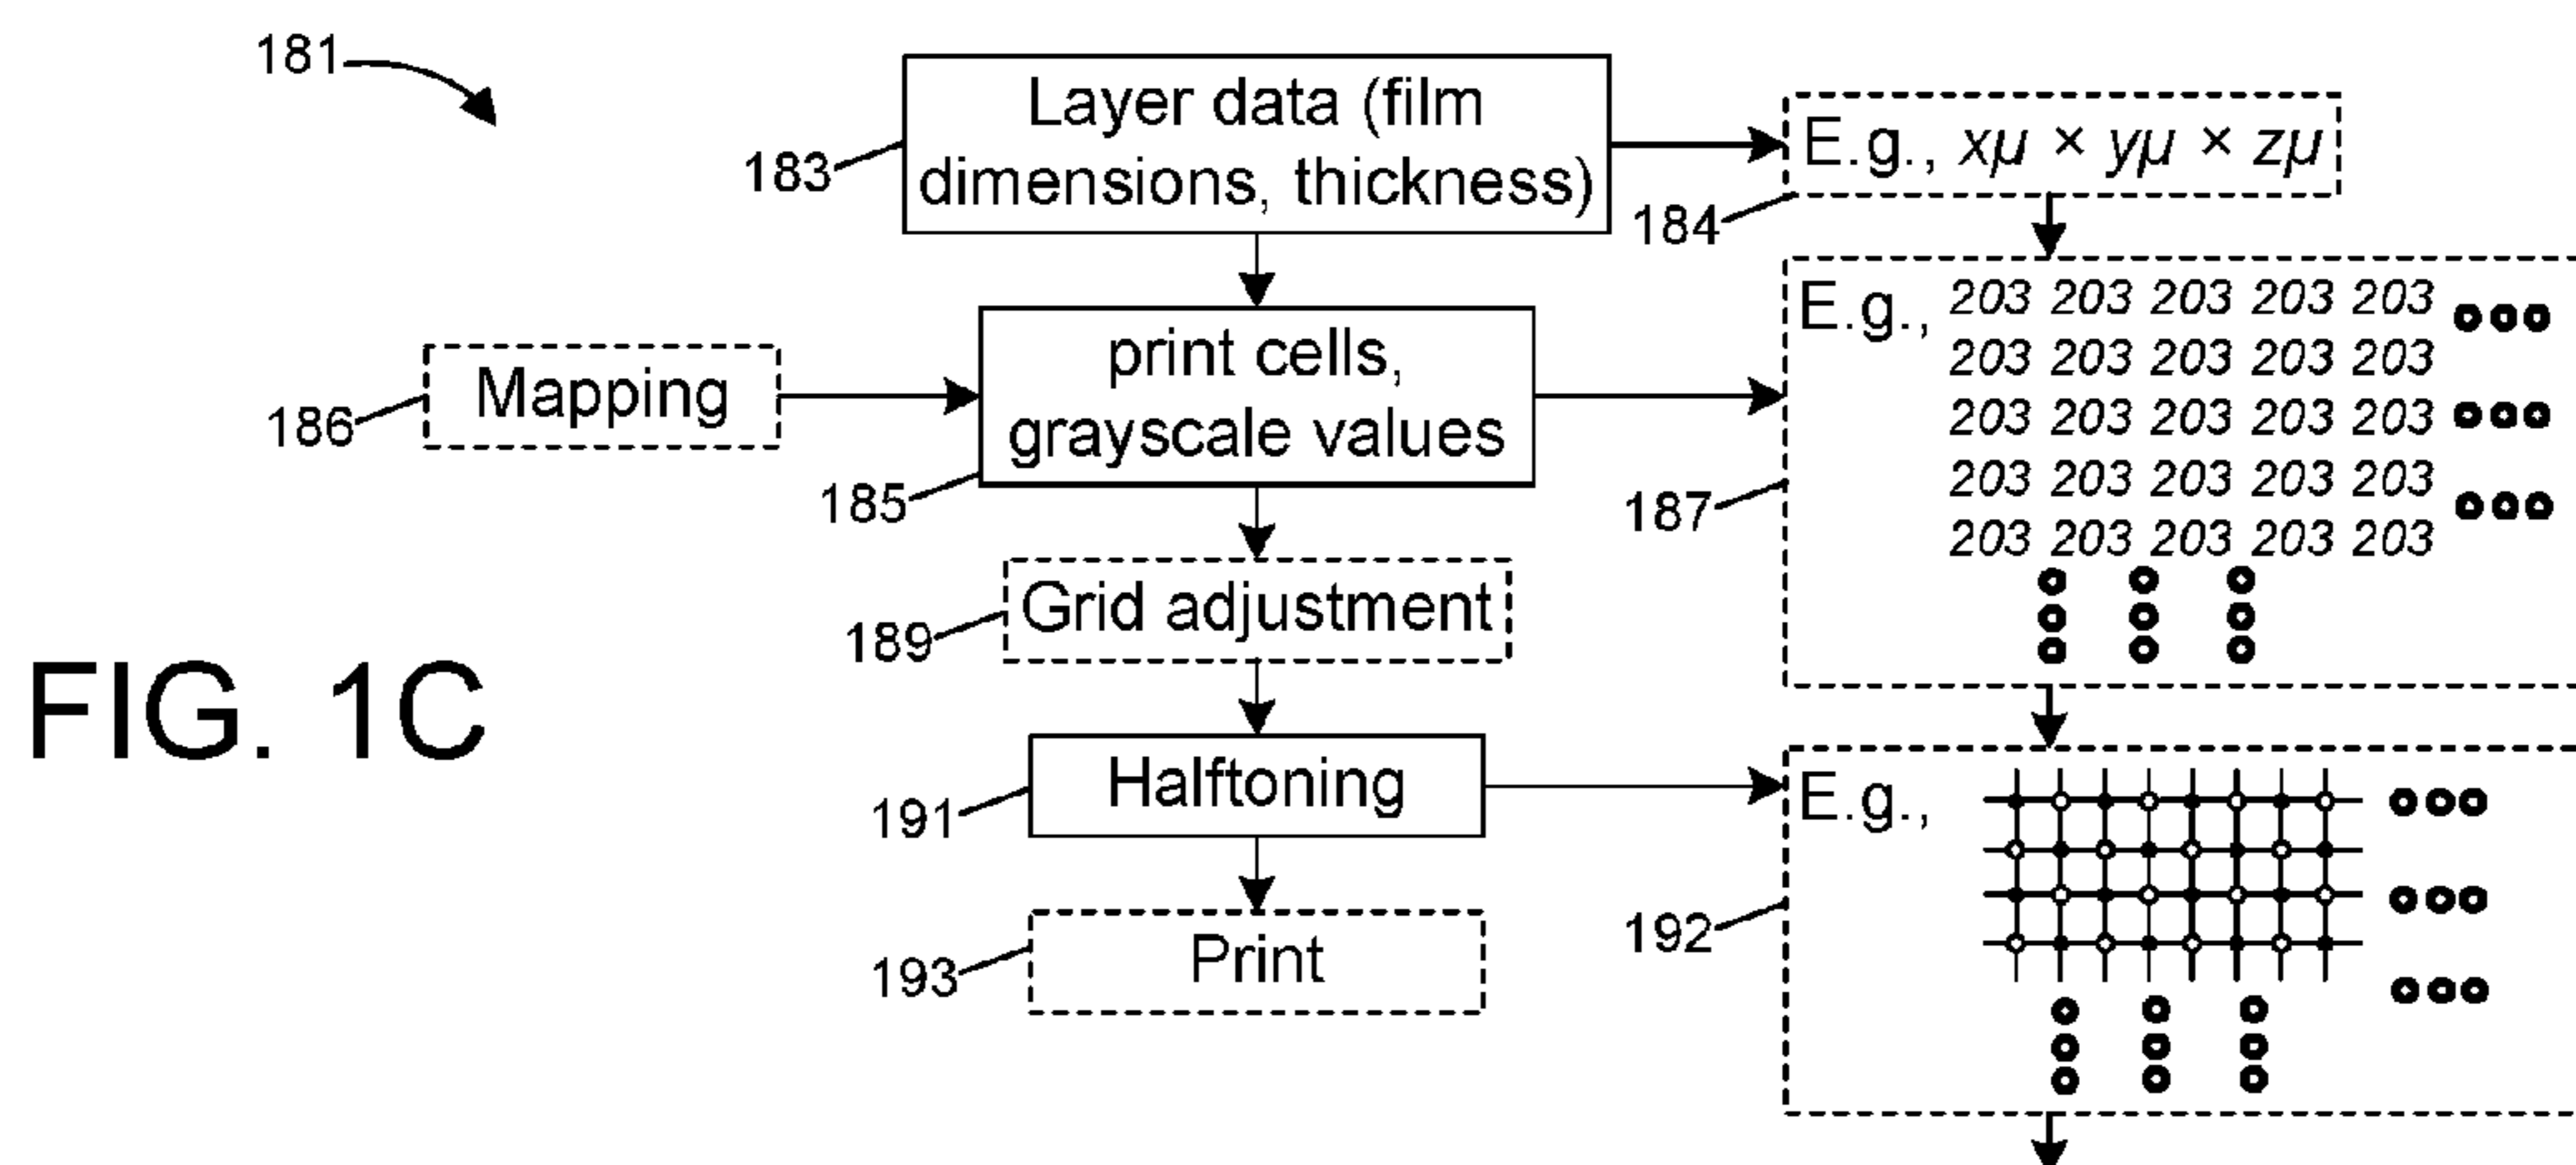 181
Layer data (film
dimensions, thickness)
183
E.g., xμ × yμ × zμ
184
Mapping
186
print cells,
grayscale values
185
E.g., 203 203 203 203 203
203 203 203 203 203
203 203 203 203 203
203 203 203 203 203
203 203 203 203 203
187
Grid adjustment
189
FIG. 1C
Halftoning
191
E.g.,
192
Print
193